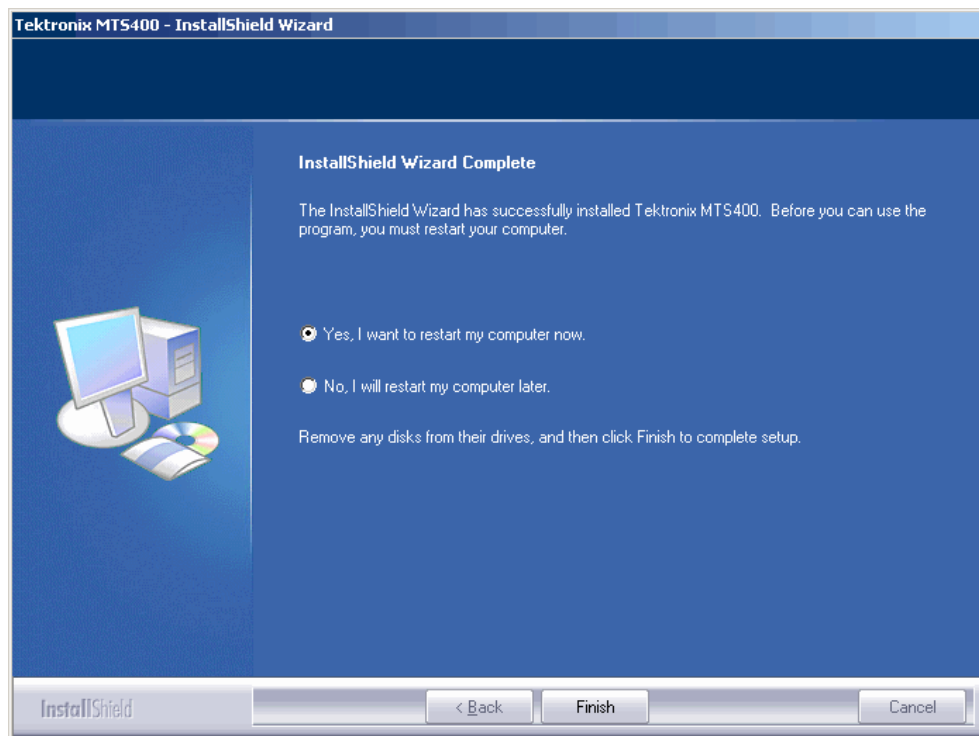 Tektronix MTS400 - InstallShield Wizard
InstallShield Wizard Complete
The InstallShield Wizard has successfully installed Tektronix MTS400.  Before you can use the
program, you must restart your computer.
Yes, I want to restart my computer now.
No, I will restart my computer later.
Remove any disks from their drives, and then click Finish to complete setup.
InstallShield
< Back
Finish
Cancel